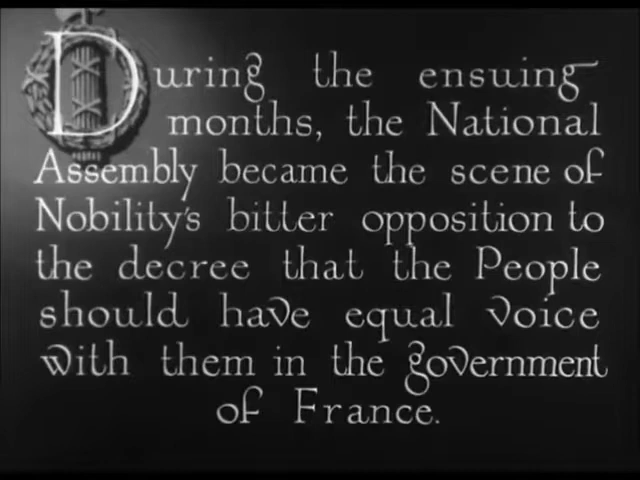 During the ensuing
months, the National
Assembly became the scene of
Nobility's bitter opposition to
the decree that the People
should have equal voice
with them in the government
of France.